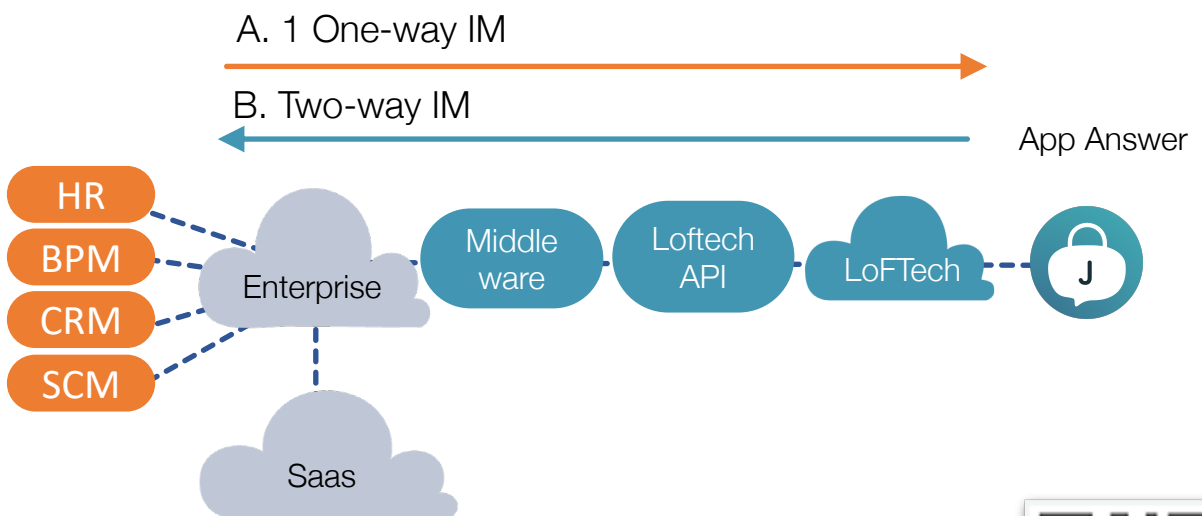 A. 1 One-way IM
B. Two-way IM
App Answer
HR
BPM
CRM
SCM
Enterprise
Middle
ware
Loftech
API
LoFTech
J
Saas